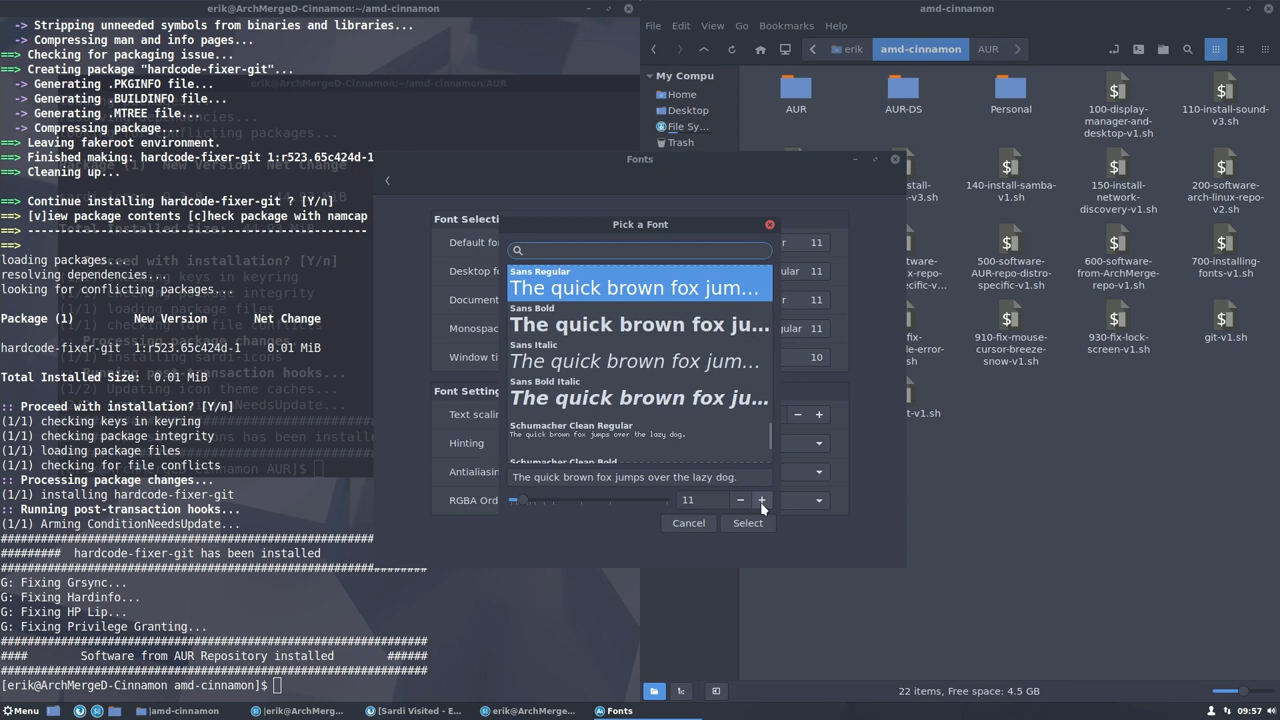 erik@ArchMergeD-Cinnamon:~/amd-cinnamon
-> Stripping unneeded symbols from binaries and libraries...
-> Compressing man and info pages...
==> Checking for packaging issue...
==> Creating package "hardcode-fixer-git"...
-> Generating .PKGINFO file...
-> Generating .BUILDINFO file...
-> Generating .MTREE file...
-> Compressing package...
==> Leaving fakeroot environment.
==> Finished making: hardcode-fixer-git 1:r523.65c424d-1
==> Cleaning up...
==> Continue installing hardcode-fixer-git ? [Y/n]
==> [v]iew package contents [c]heck package with namcap
==> ---------------------------------------------
==>
loading packages...
resolving dependencies...
looking for conflicting packages...
Package (1) New Version Net Change
hardcode-fixer-git 1:r523.65c424d-1 0.01 MiB
Total Installed Size: 0.01 MiB
:: Proceed with installation? [Y/n]
(1/1) checking keys in keyring
(1/1) checking package integrity
(1/1) loading package files
(1/1) checking for file conflicts
:: Processing package changes...
(1/1) installing hardcode-fixer-git
:: Running post-transaction hooks...
(1/1) Arming ConditionNeedsUpdate...
################################################################
######### hardcode-fixer-git has been installed
################################################################
G: Fixing Grsync...
G: Fixing Hardinfo...
G: Fixing HP Lip...
G: Fixing Privilege Granting...
################################################################
#### Software from AUR Repository installed ######
################################################################
[erik@ArchMergeD-Cinnamon amd-cinnamon]$
erik@ArchMergeD-Cinnamon:~/amd-cinnamon/AUR
amd-cinnamon
File Edit View Go Bookmarks Help
erik amd-cinnamon AUR
My Compu
Home
Desktop
File Sy...
Trash
AUR
AUR-DS
Personal
100-display-manager-and-desktop-v1.sh
110-install-sound-v3.sh
140-install-samba-v1.sh
150-install-network-discovery-v1.sh
200-software-arch-linux-repo-v2.sh
500-software-AUR-repo-distro-specific-v...
600-software-from-ArchMerge-repo-v1.sh
700-installing-fonts-v1.sh
910-fix-mouse-cursor-breeze-snow-v1.sh
930-fix-lock-screen-v1.sh
git-v1.sh
22 items, Free space: 4.5 GB
Fonts
Font Selecti
Default fo
11
Desktop f
ular 11
Document
11
Monospac
gular 11
Window ti
10
Font Setting
Text scalin
Hinting
Antialiasin
RGBA Ord
Pick a Font
Sans Regular
The quick brown fox jum...
Sans Bold
The quick brown fox ju...
Sans Italic
The quick brown fox jum...
Sans Bold Italic
The quick brown fox ju...
Schumacher Clean Regular
The quick brown fox jumps over the lazy dog.
Schumacher Clean Bold
The quick brown fox jumps over the lazy dog.
11
Cancel Select
Menu
|amd-cinnamon
|erik@ArchMerg...
[Sardi Visited - E...
erik@ArchMerge...
Fonts
09:57